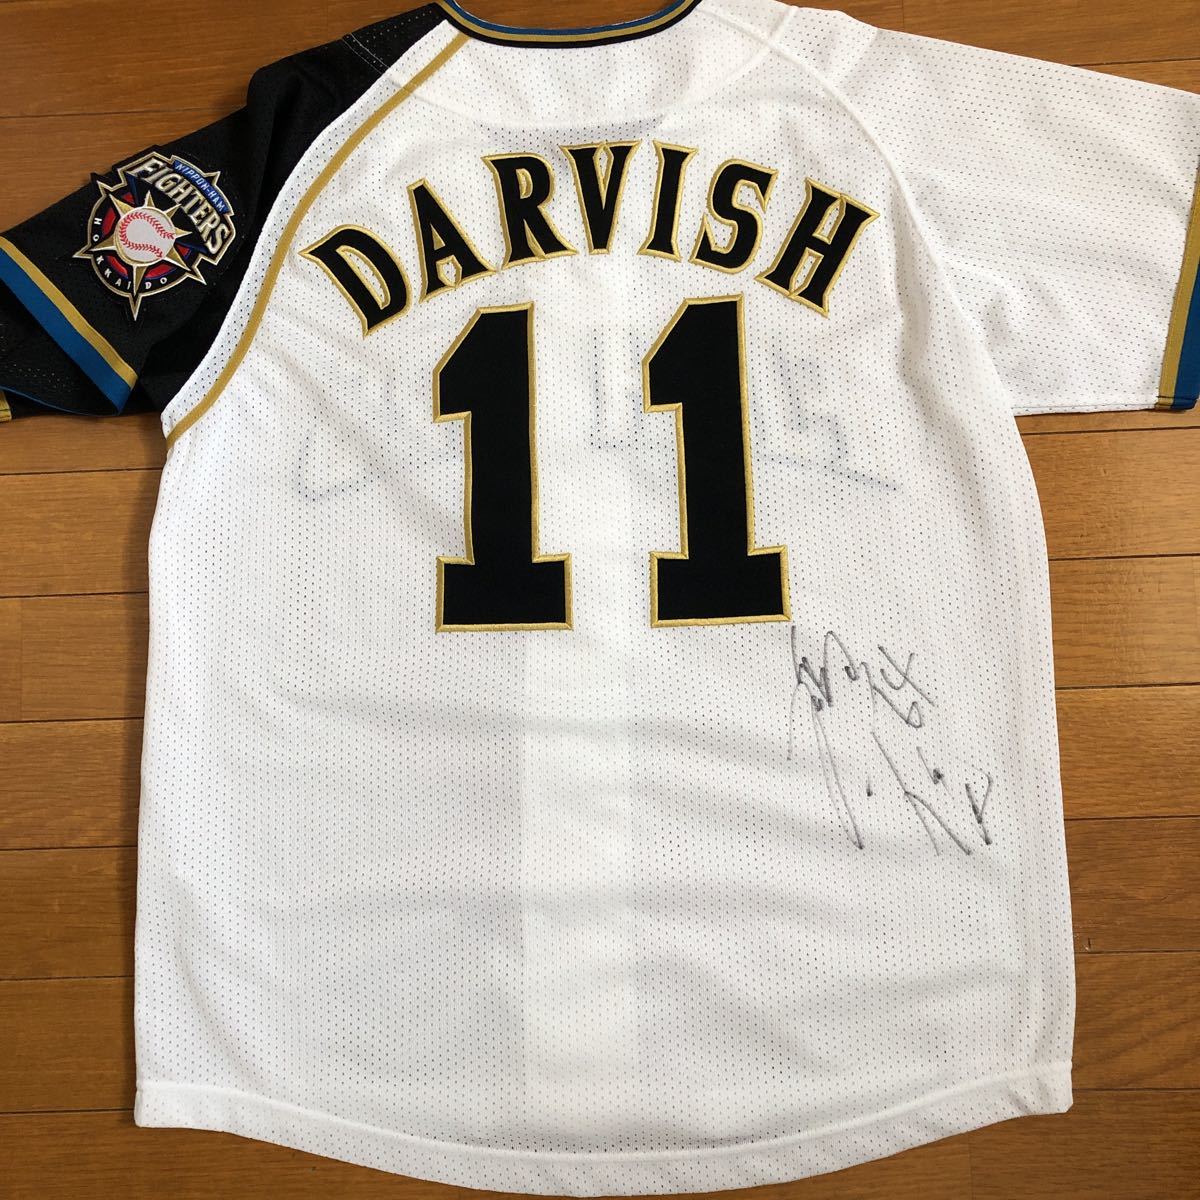 DARVISH
11
NIPPON-HAM
FIGHTERS
HOKKAIDO